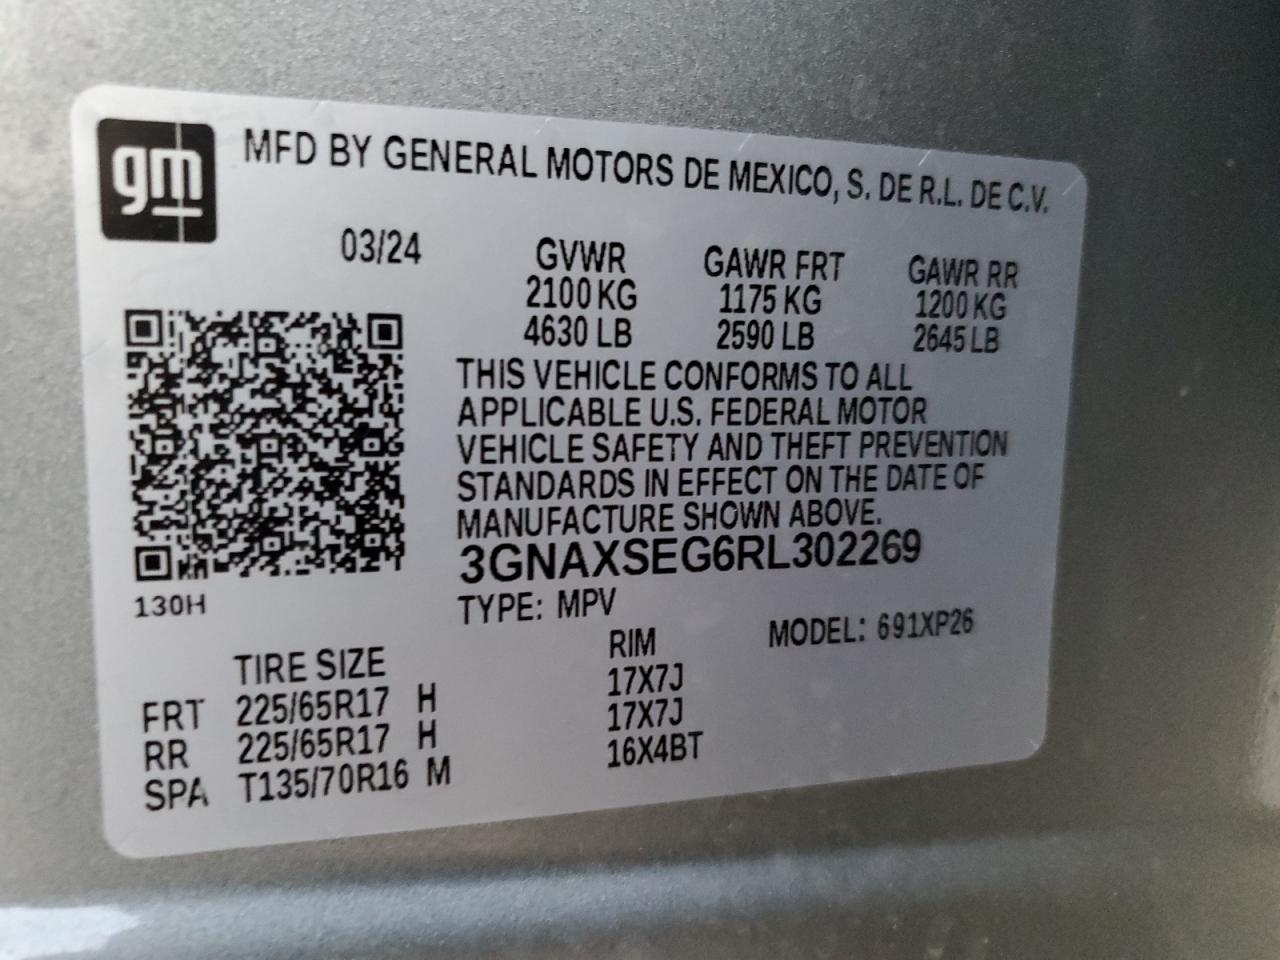 gm
MFD BY GENERAL MOTORS DE MEXICO, S. DE R.L. DE C.V.
03/24
GVWR GAWR FRT GAWR RR
2100 KG 1175 KG 1200 KG
4630 LB 2590 LB 2645 LB
THIS VEHICLE CONFORMS TO ALL
APPLICABLE U.S. FEDERAL MOTOR
VEHICLE SAFETY AND THEFT PREVENTION
STANDARDS IN EFFECT ON THE DATE OF
MANUFACTURE SHOWN ABOVE.
3GNAXSEG6RL302269
130H
TYPE: MPV MODEL: 691XP26
TIRE SIZE RIM
FRT 225/65R17 H 17X7J
RR 225/65R17 H 17X7J
SPA T135/70R16 M 16X4BT